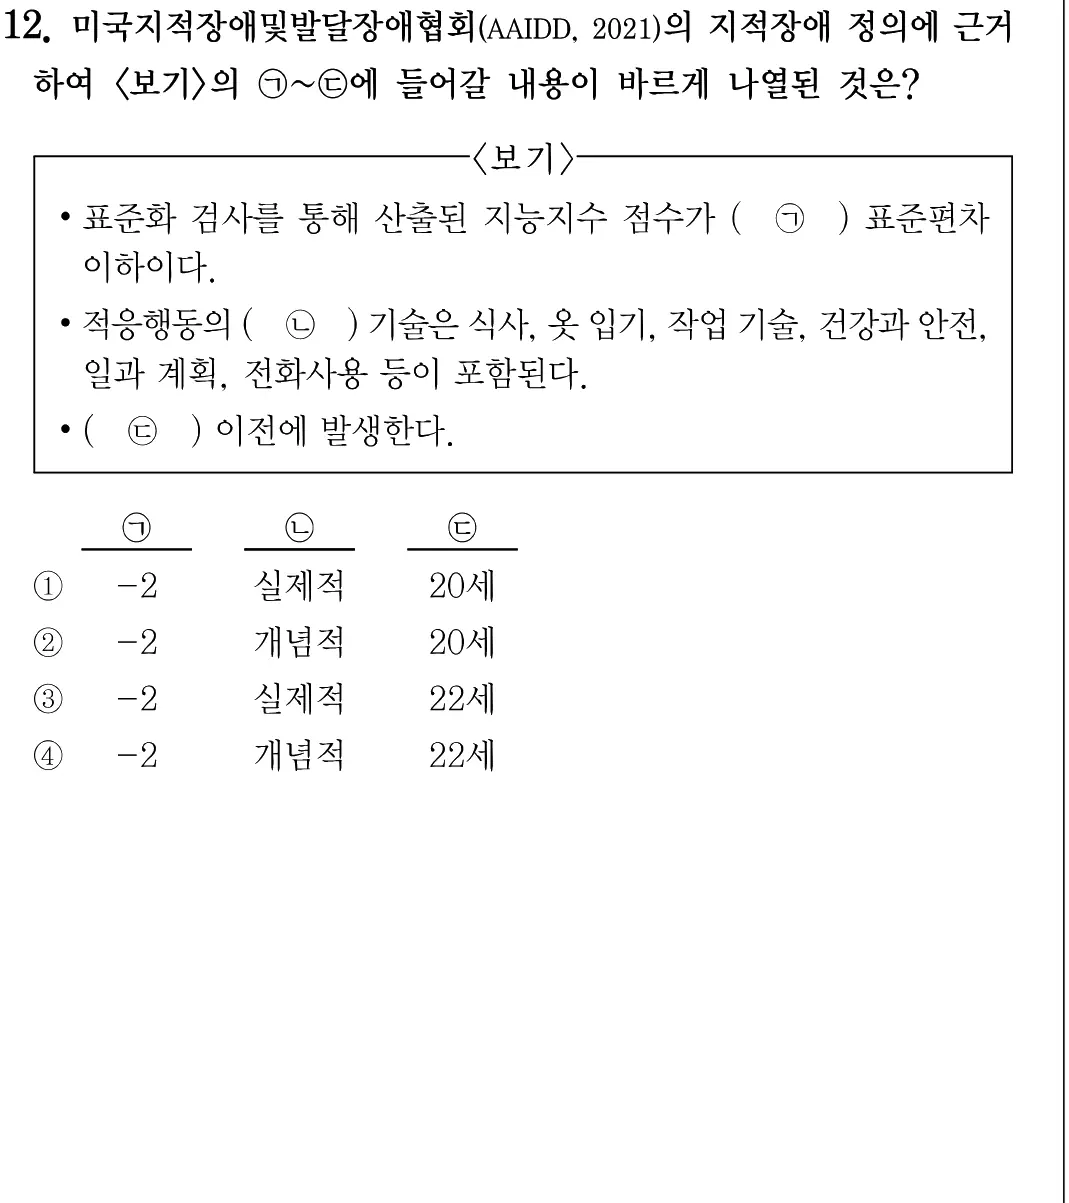 12. 미국지적장애및발달장애협회(AAIDD, 2021)의 지적장애 정의에 근거
하여 〈보기〉의 ㉠~㉢에 들어갈 내용이 바르게 나열된 것은?
〈보기〉
• 표준화 검사를 통해 산출된 지능지수 점수가 ( ㉠ ) 표준편차
이하이다.
• 적응행동의 ( ㉡ ) 기술은 식사, 옷 입기, 작업 기술, 건강과 안전,
일과 계획, 전화사용 등이 포함된다.
• ( ㉢ ) 이전에 발생한다.
㉠ ㉡ ㉢
① −2 실제적 20세
② −2 개념적 20세
③ −2 실제적 22세
④ −2 개념적 22세